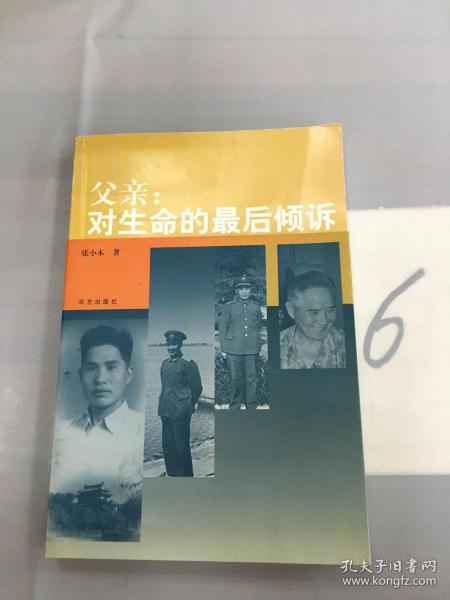 父亲：
对生命的最后倾诉
张小木 著
华艺出版社
6
孔夫子旧书网
www.kongfz.com